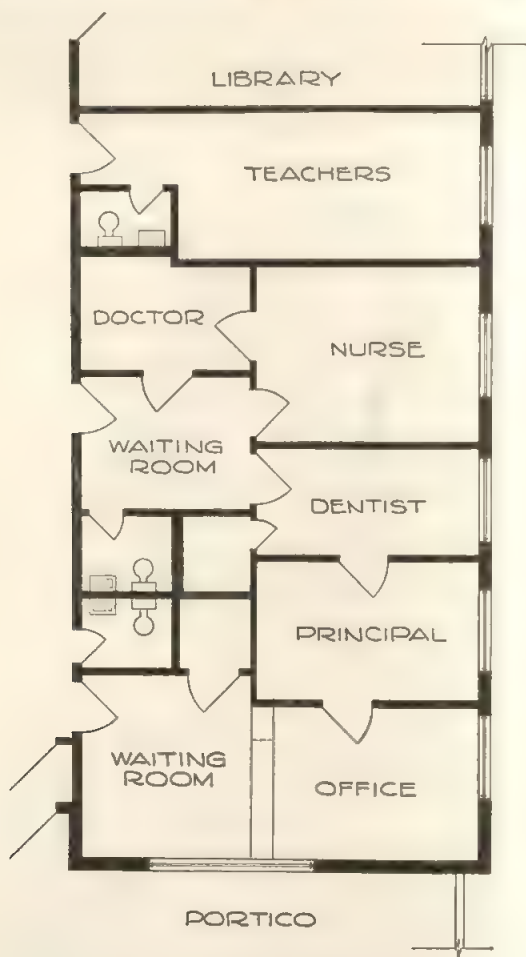 LIBRARY
TEACHERS
DOCTOR
NURSE
WAITING
ROOM
DENTIST
PRINCIPAL
WAITING
ROOM
OFFICE
PORTICO